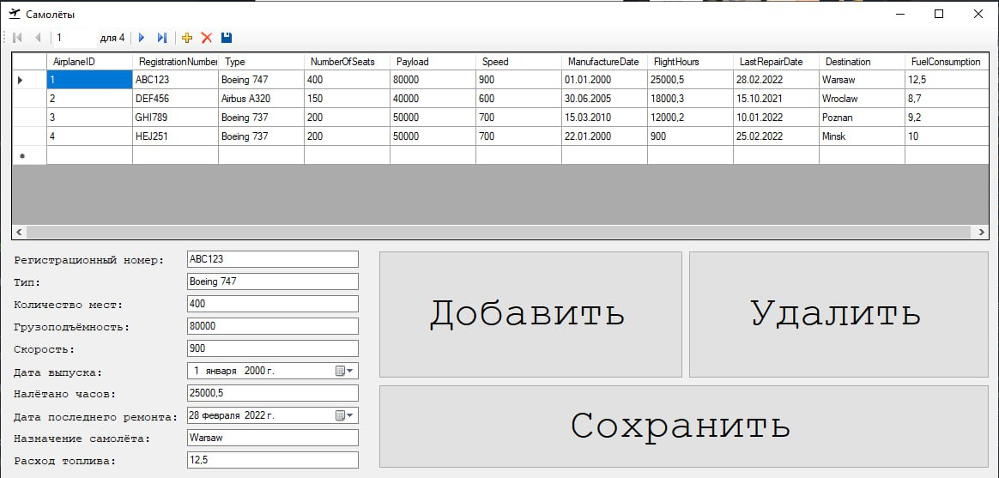 Самолёты
1 для 4
AirplaneID RegistrationNumber Type NumberOfSeats Payload Speed ManufactureDate FlightHours LastRepairDate Destination FuelConsumption
1 ABC123 Boeing 747 400 80000 900 01.01.2000 25000,5 28.02.2022 Warsaw 12,5
2 DEF456 Airbus A320 150 40000 600 30.06.2005 18000,3 15.10.2021 Wroclaw 8,7
3 GHI789 Boeing 737 200 50000 700 15.03.2010 12000,2 10.01.2022 Poznan 9,2
4 HEJ251 Boeing 737 200 50000 700 22.01.2000 900 25.02.2022 Minsk 10
Регистрационный номер: ABC123
Тип: Boeing 747
Количество мест: 400
Грузоподъёмность: 80000
Скорость: 900
Дата выпуска: 1 января 2000 г.
Налётано часов: 25000,5
Дата последнего ремонта: 28 февраля 2022 г.
Назначение самолёта: Warsaw
Расход топлива: 12,5
Добавить
Удалить
Сохранить